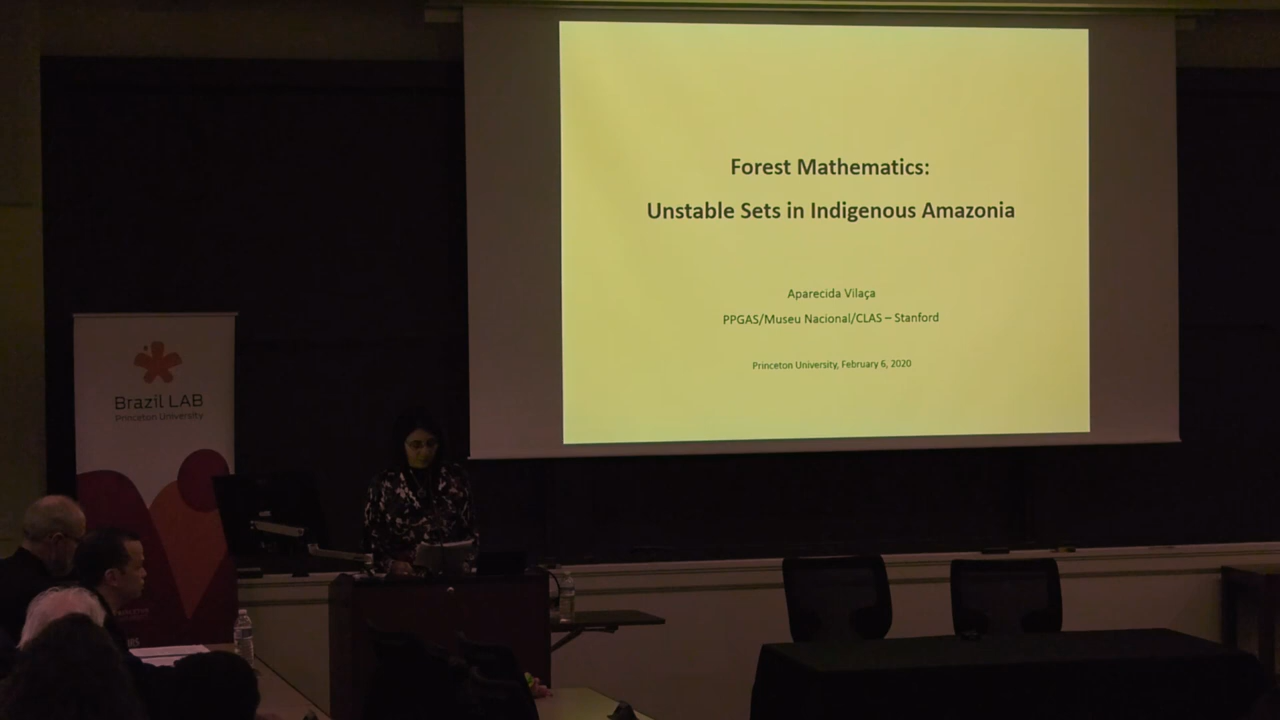 Forest Mathematics:
Unstable Sets in Indigenous Amazonia
Aparecida Vilaça
PPGAS/Museu Nacional/CLAS – Stanford
Princeton University, February 6, 2020
Brazil LAB
Princeton University